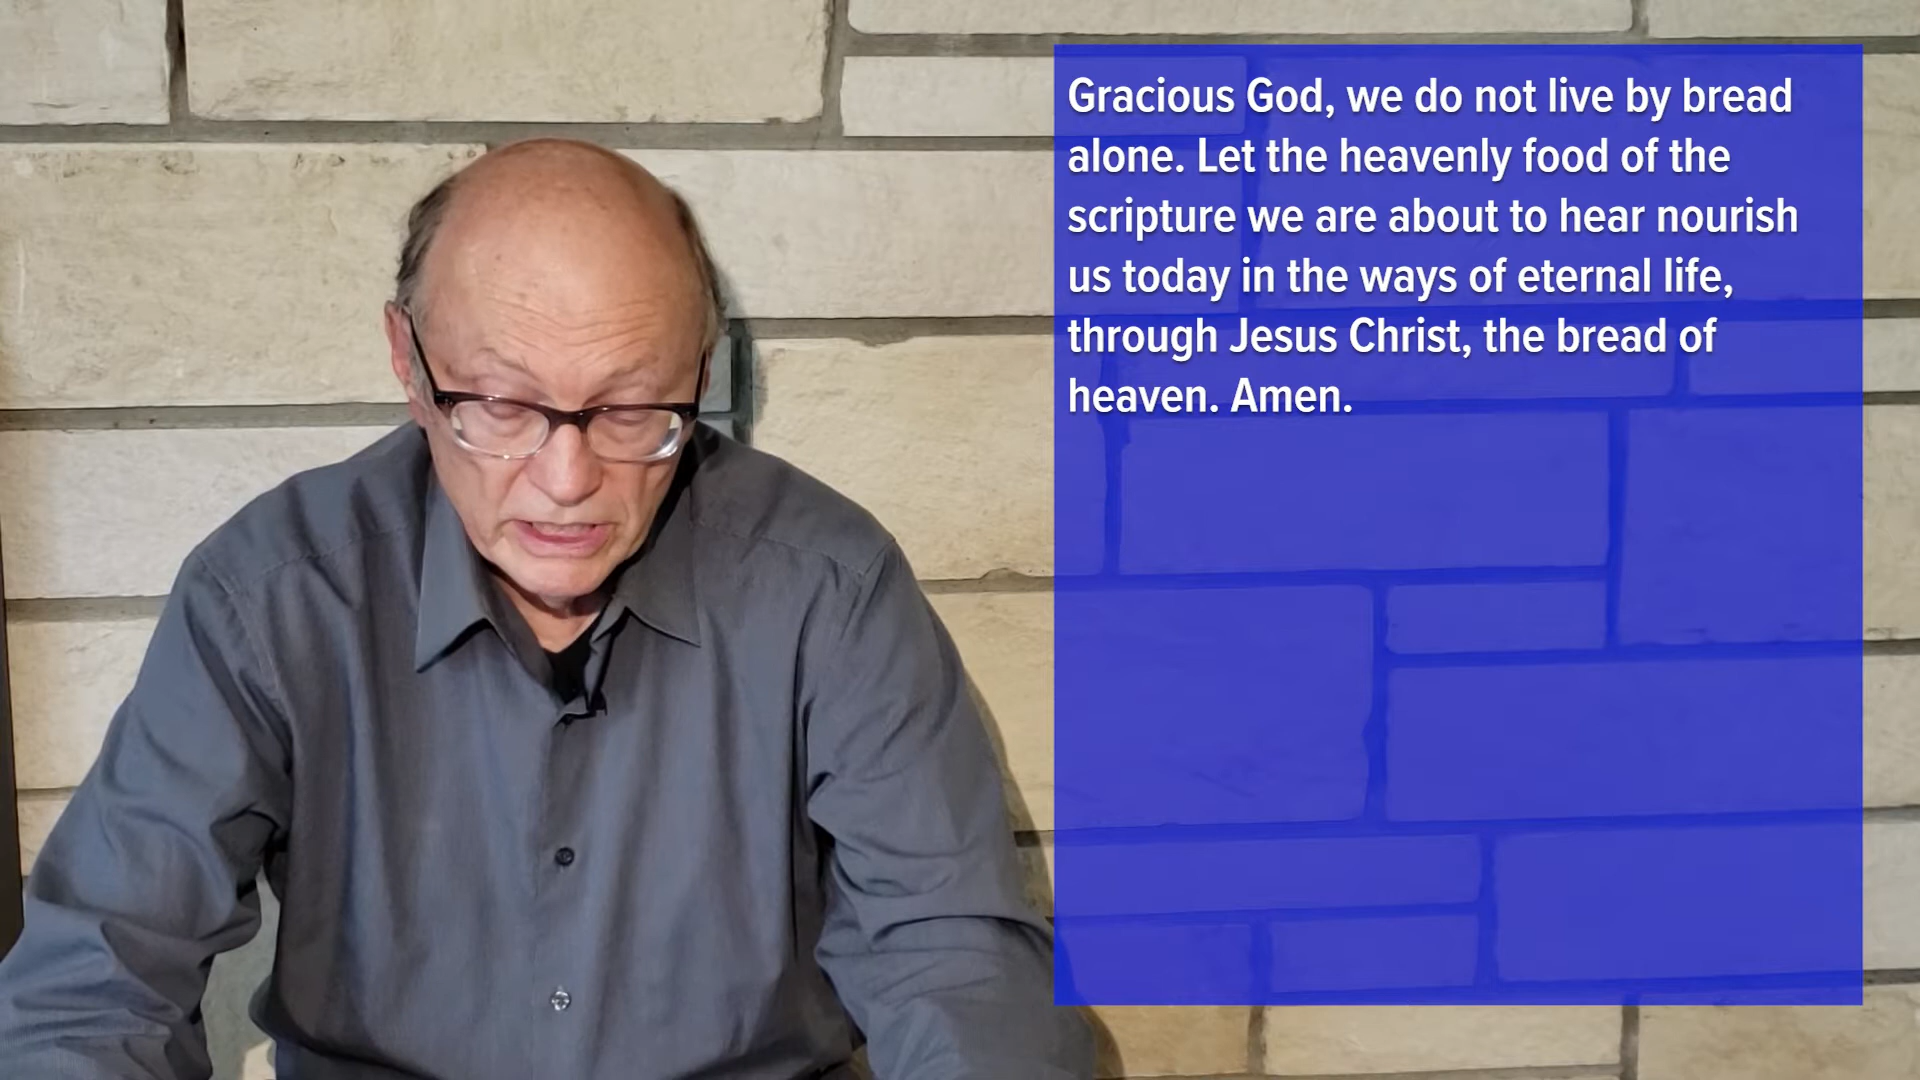 Gracious God, we do not live by bread
alone. Let the heavenly food of the
scripture we are about to hear nourish
us today in the ways of eternal life,
through Jesus Christ, the bread of
heaven. Amen.